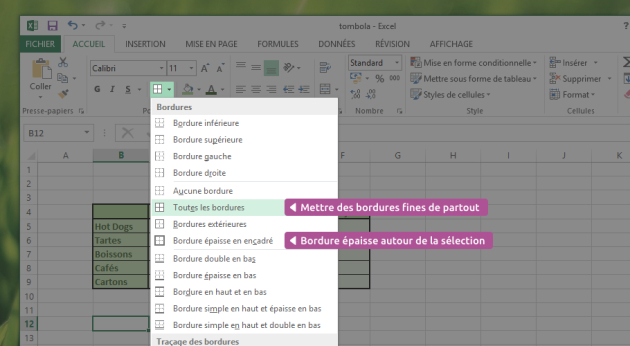 tombola - Excel
?
FICHIER ACCUEIL INSERTION MISE EN PAGE FORMULES DONNÉES RÉVISION AFFICHAGE
Calibri 11 A A Standard Mise en forme conditionnelle Insérer
Coller % 000 Mettre sous forme de tableau Supprimer
G I S A Styles de cellules Format
Presse-papiers Nombre Style Cellules
Bordures
B12
Bordure inférieure
Bordure supérieure
Bordure gauche
Bordure droite
Aucune bordure
Toutes les bordures
Mettre des bordures fines de partout
Bordures extérieures
Bordure épaisse en encadré
Bordure épaisse autour de la sélection
Bordure double en bas
Bordure épaisse en bas
Bordure en haut et en bas
Bordure simple en haut et épaisse en bas
Bordure simple en haut et double en bas
Traçage des bordures
A B F G H I J K
1
2
3
4
5 Hot Dogs
6 Tartes
7 Boissons
8 Cafés
9 Cartons
10
11
12
13